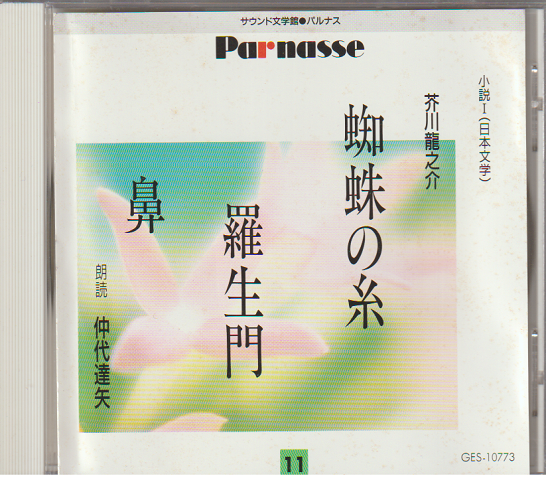 サウンド文学館●パルナス
Parnasse
小説Ⅰ(日本文学)
芥川龍之介
蜘蛛の糸
羅生門
鼻
朗読 仲代達矢
11
GES-10773